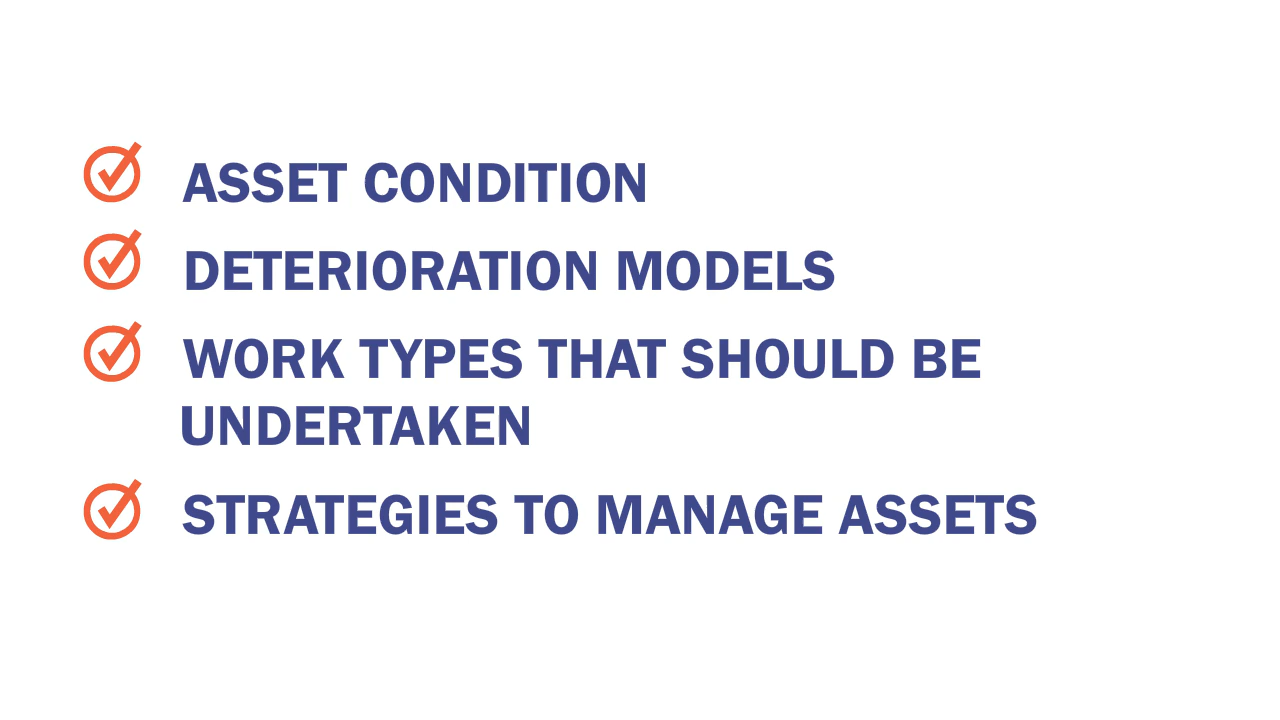 ASSET CONDITION
DETERIORATION MODELS
WORK TYPES THAT SHOULD BE
UNDERTAKEN
STRATEGIES TO MANAGE ASSETS